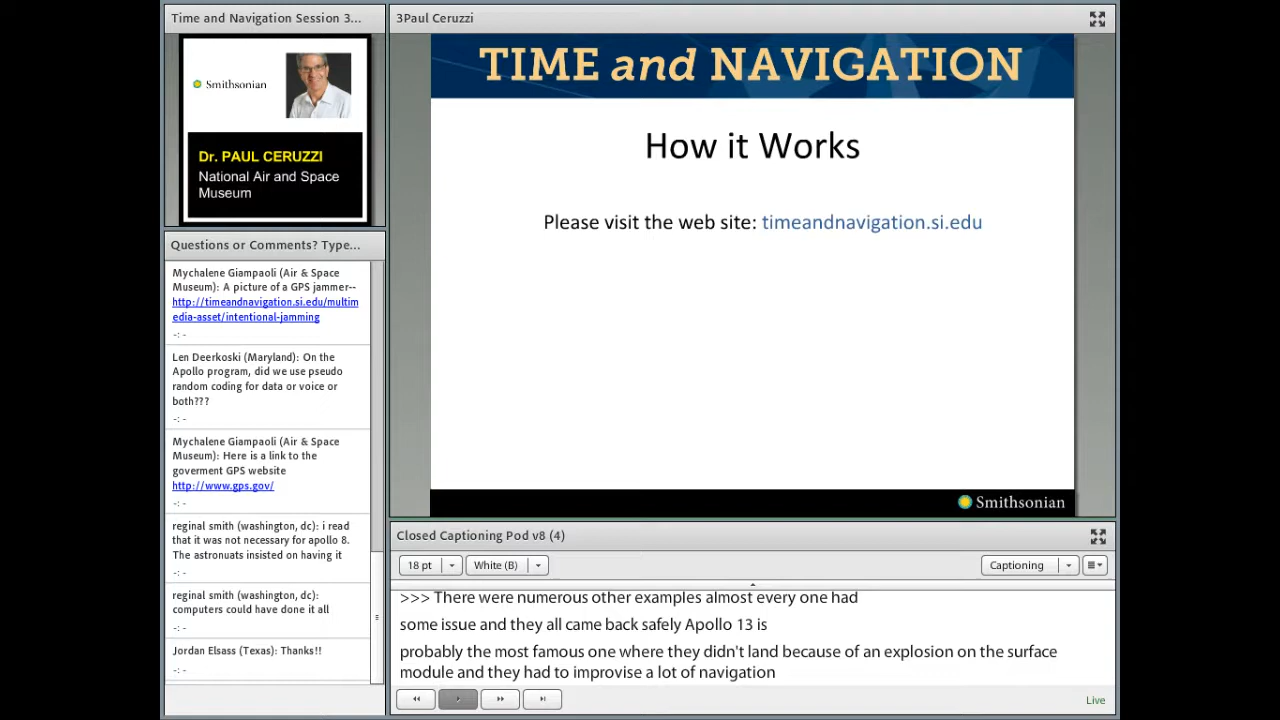 Time and Navigation Session 3...
Smithsonian
Dr. PAUL CERUZZI
National Air and Space
Museum
Questions or Comments? Type...
Mychalene Giampaoli (Air & Space
Museum): A picture of a GPS jammer--
http://timeandnavigation.si.edu/multim
edia-asset/intentional-jamming
-: -
Len Deerkoski (Maryland): On the
Apollo program, did we use pseudo
random coding for data or voice or
both???
-: -
Mychalene Giampaoli (Air & Space
Museum): Here is a link to the
goverment GPS website
http://www.gps.gov/
-: -
reginal smith (washington, dc): i read
that it was not necessary for apollo 8.
The astronuats insisted on having it
-: -
reginal smith (washington, dc):
computers could have done it all
-: -
Jordan Elsass (Texas): Thanks!!
-: -
3Paul Ceruzzi
TIME and NAVIGATION
How it Works
Please visit the web site: timeandnavigation.si.edu
Smithsonian
Closed Captioning Pod v8 (4)
18 pt
White (B)
Captioning
>>> There were numerous other examples almost every one had
some issue and they all came back safely Apollo 13 is
probably the most famous one where they didn't land because of an explosion on the surface
module and they had to improvise a lot of navigation
Live